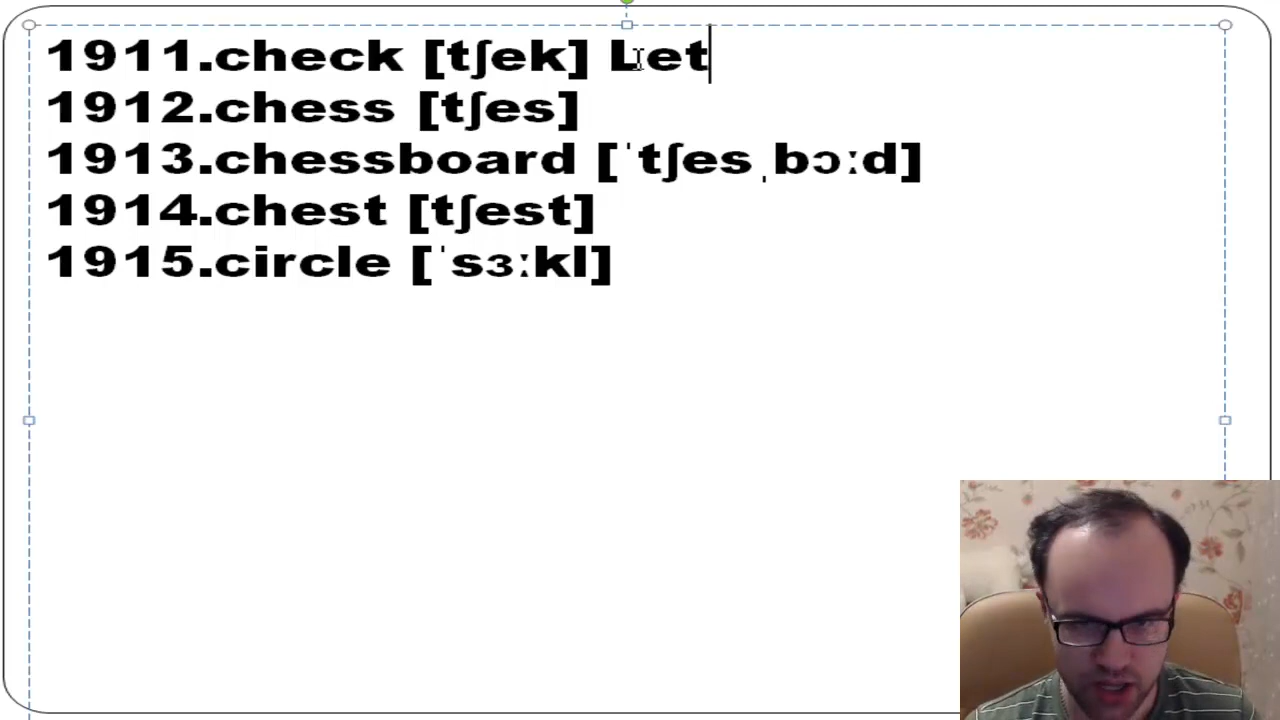 1911.check [tʃek] Let
1912.chess [tʃes]
1913.chessboard [ˈtʃesˌbɔːd]
1914.chest [tʃest]
1915.circle [ˈsɜːkl]